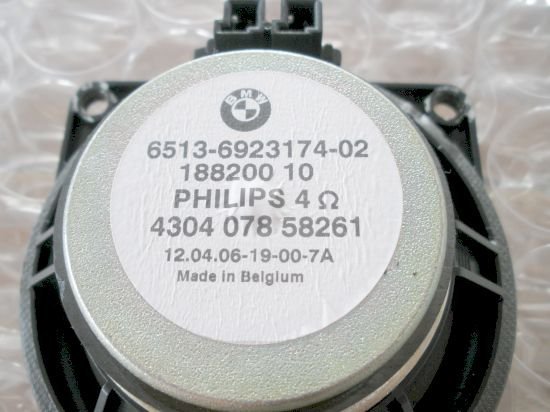 BMW
6513-6923174-02
188200 10
PHILIPS 4 Ω
4304 078 58261
12.04.06-19-00-7A
Made in Belgium